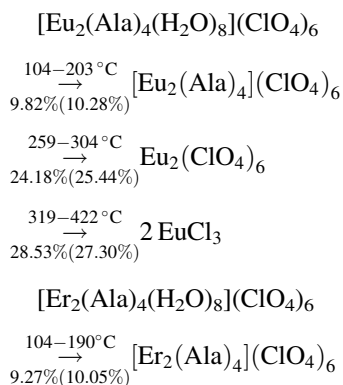 [Eu₂(Ala)₄(H₂O)₈](ClO₄)₆
104−203 °C
→ [Eu₂(Ala)₄](ClO₄)₆
9.82%(10.28%)
259−304 °C
→ Eu₂(ClO₄)₆
24.18%(25.44%)
319−422 °C
→ 2 EuCl₃
28.53%(27.30%)
[Er₂(Ala)₄(H₂O)₈](ClO₄)₆
104−190°C
→ [Er₂(Ala)₄](ClO₄)₆
9.27%(10.05%)